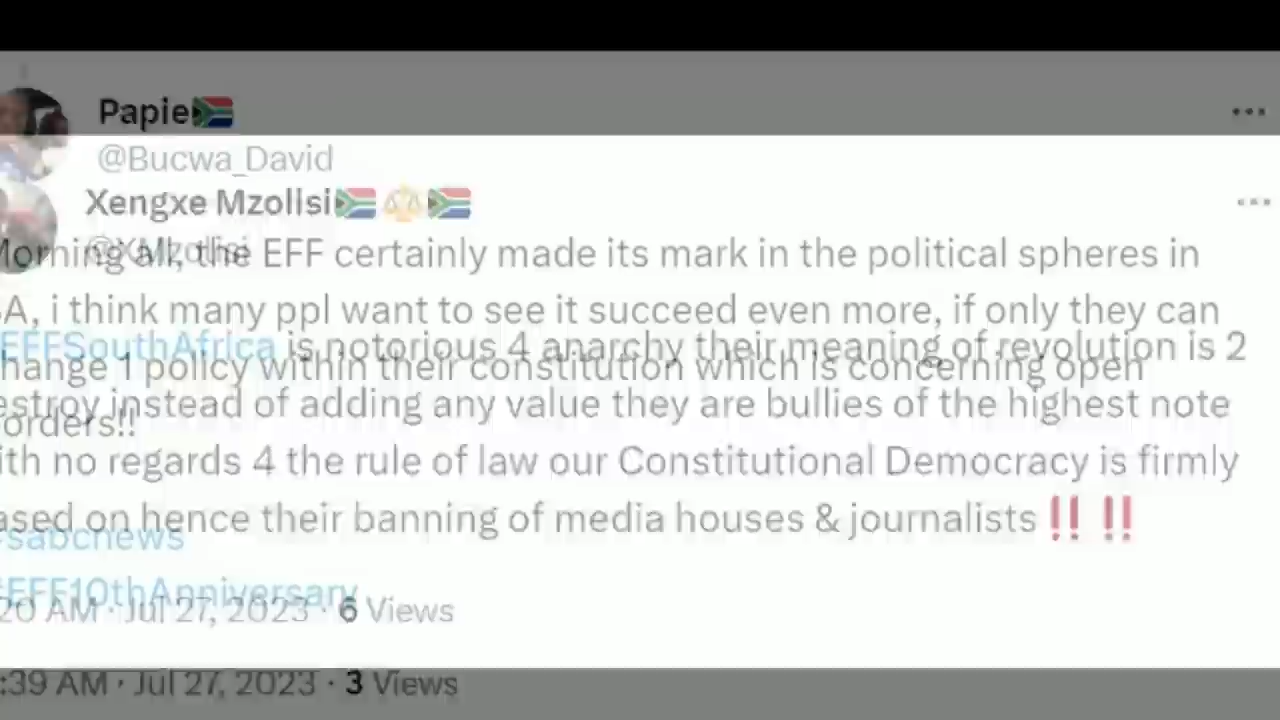 Papie🇿🇦
@Bucwa_David
Morning all, the EFF certainly made its mark in the political spheres in
SA, i think many ppl want to see it succeed even more, if only they can
change 1 policy within their constitution which is concerning open
borders!!
#sabcnews
#EFF10thAnniversary
:39 AM · Jul 27, 2023 · 3 Views
Xengxe Mzolisi🇿🇦⚖️🇿🇦
@XMzolisi
#EFFSouthAfrica is notorious 4 anarchy their meaning of revolution is 2
destroy instead of adding any value they are bullies of the highest note
with no regards 4 the rule of law our Constitutional Democracy is firmly
based on hence their banning of media houses & journalists‼️ ‼️
:20 AM · Jul 27, 2023 · 6 Views